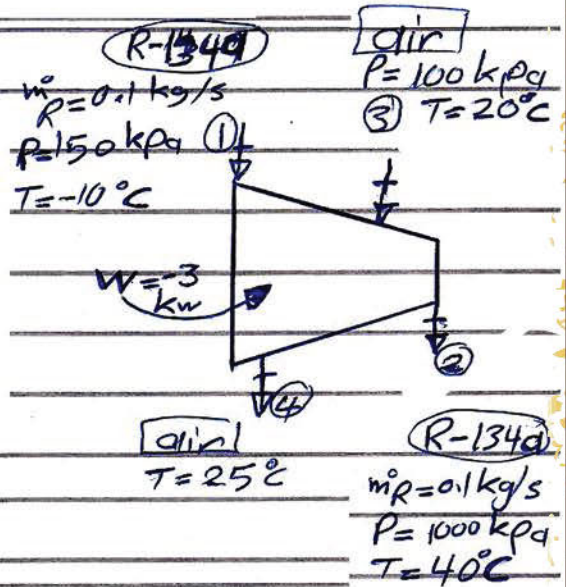 R-134a
ṁR=0.1 kg/s
P=150 kpa
T=-10°C
①
air
P=100 kpa
③ T=20°C
W=-3
kw
②
④
air
T=25°C
R-134a
ṁR=0.1 kg/s
P=1000 kpa
T=40°C